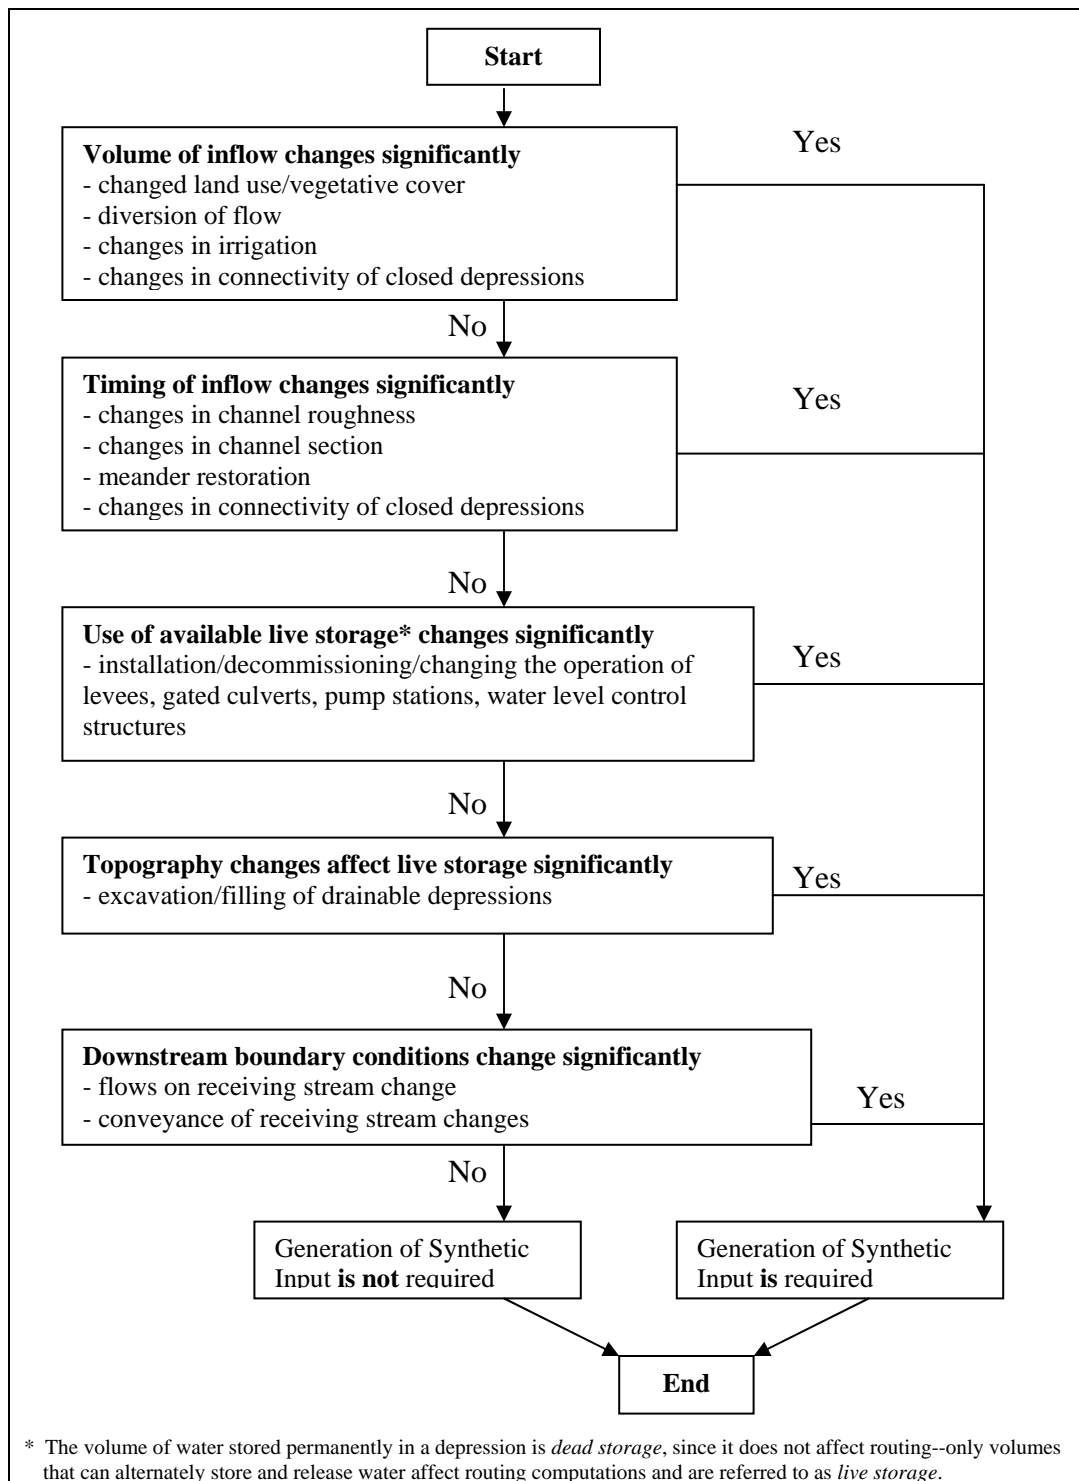 Start
Volume of inflow changes significantly
- changed land use/vegetative cover
- diversion of flow
- changes in irrigation
- changes in connectivity of closed depressions
Yes
No
Timing of inflow changes significantly
- changes in channel roughness
- changes in channel section
- meander restoration
- changes in connectivity of closed depressions
Yes
No
Use of available live storage* changes significantly
- installation/decommissioning/changing the operation of
levees, gated culverts, pump stations, water level control
structures
Yes
No
Topography changes affect live storage significantly
- excavation/filling of drainable depressions
Yes
No
Downstream boundary conditions change significantly
- flows on receiving stream change
- conveyance of receiving stream changes
Yes
No
Generation of Synthetic
Input is not required
Generation of Synthetic
Input is required
End
* The volume of water stored permanently in a depression is dead storage, since it does not affect routing--only volumes
that can alternately store and release water affect routing computations and are referred to as live storage.